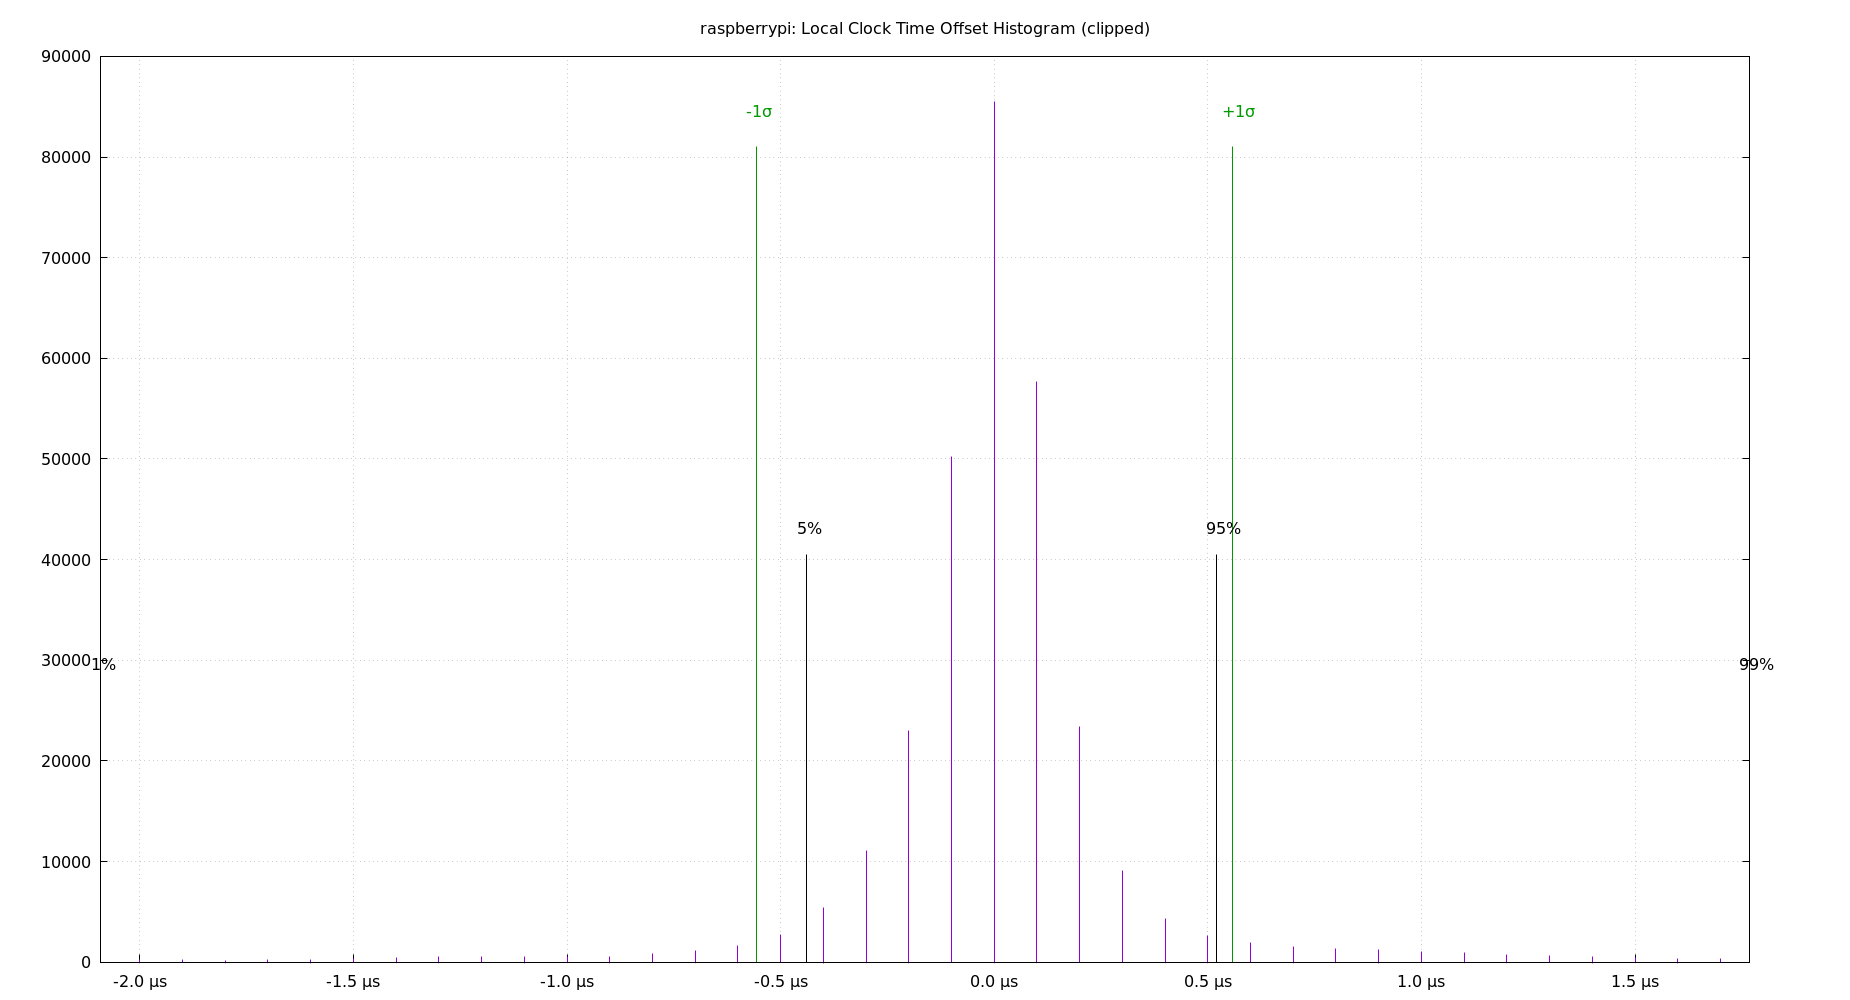 raspberrypi: Local Clock Time Offset Histogram (clipped)
90000
-1σ
+1σ
80000
70000
60000
50000
5%
95%
40000
30000
1%
99%
20000
10000
0
-2.0 µs
-1.5 µs
-1.0 µs
-0.5 µs
0.0 µs
0.5 µs
1.0 µs
1.5 µs